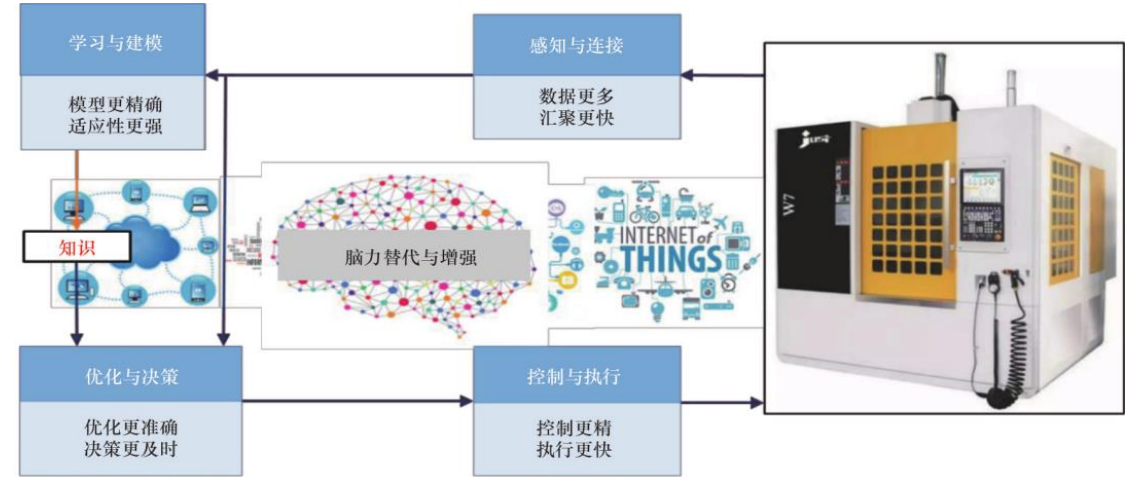 学习与建模
模型更精确
适应性更强
感知与连接
数据更多
汇聚更快
知识
脑力替代与增强
INTERNET of
THINGS
W7
优化与决策
优化更准确
决策更及时
控制与执行
控制更精
执行更快